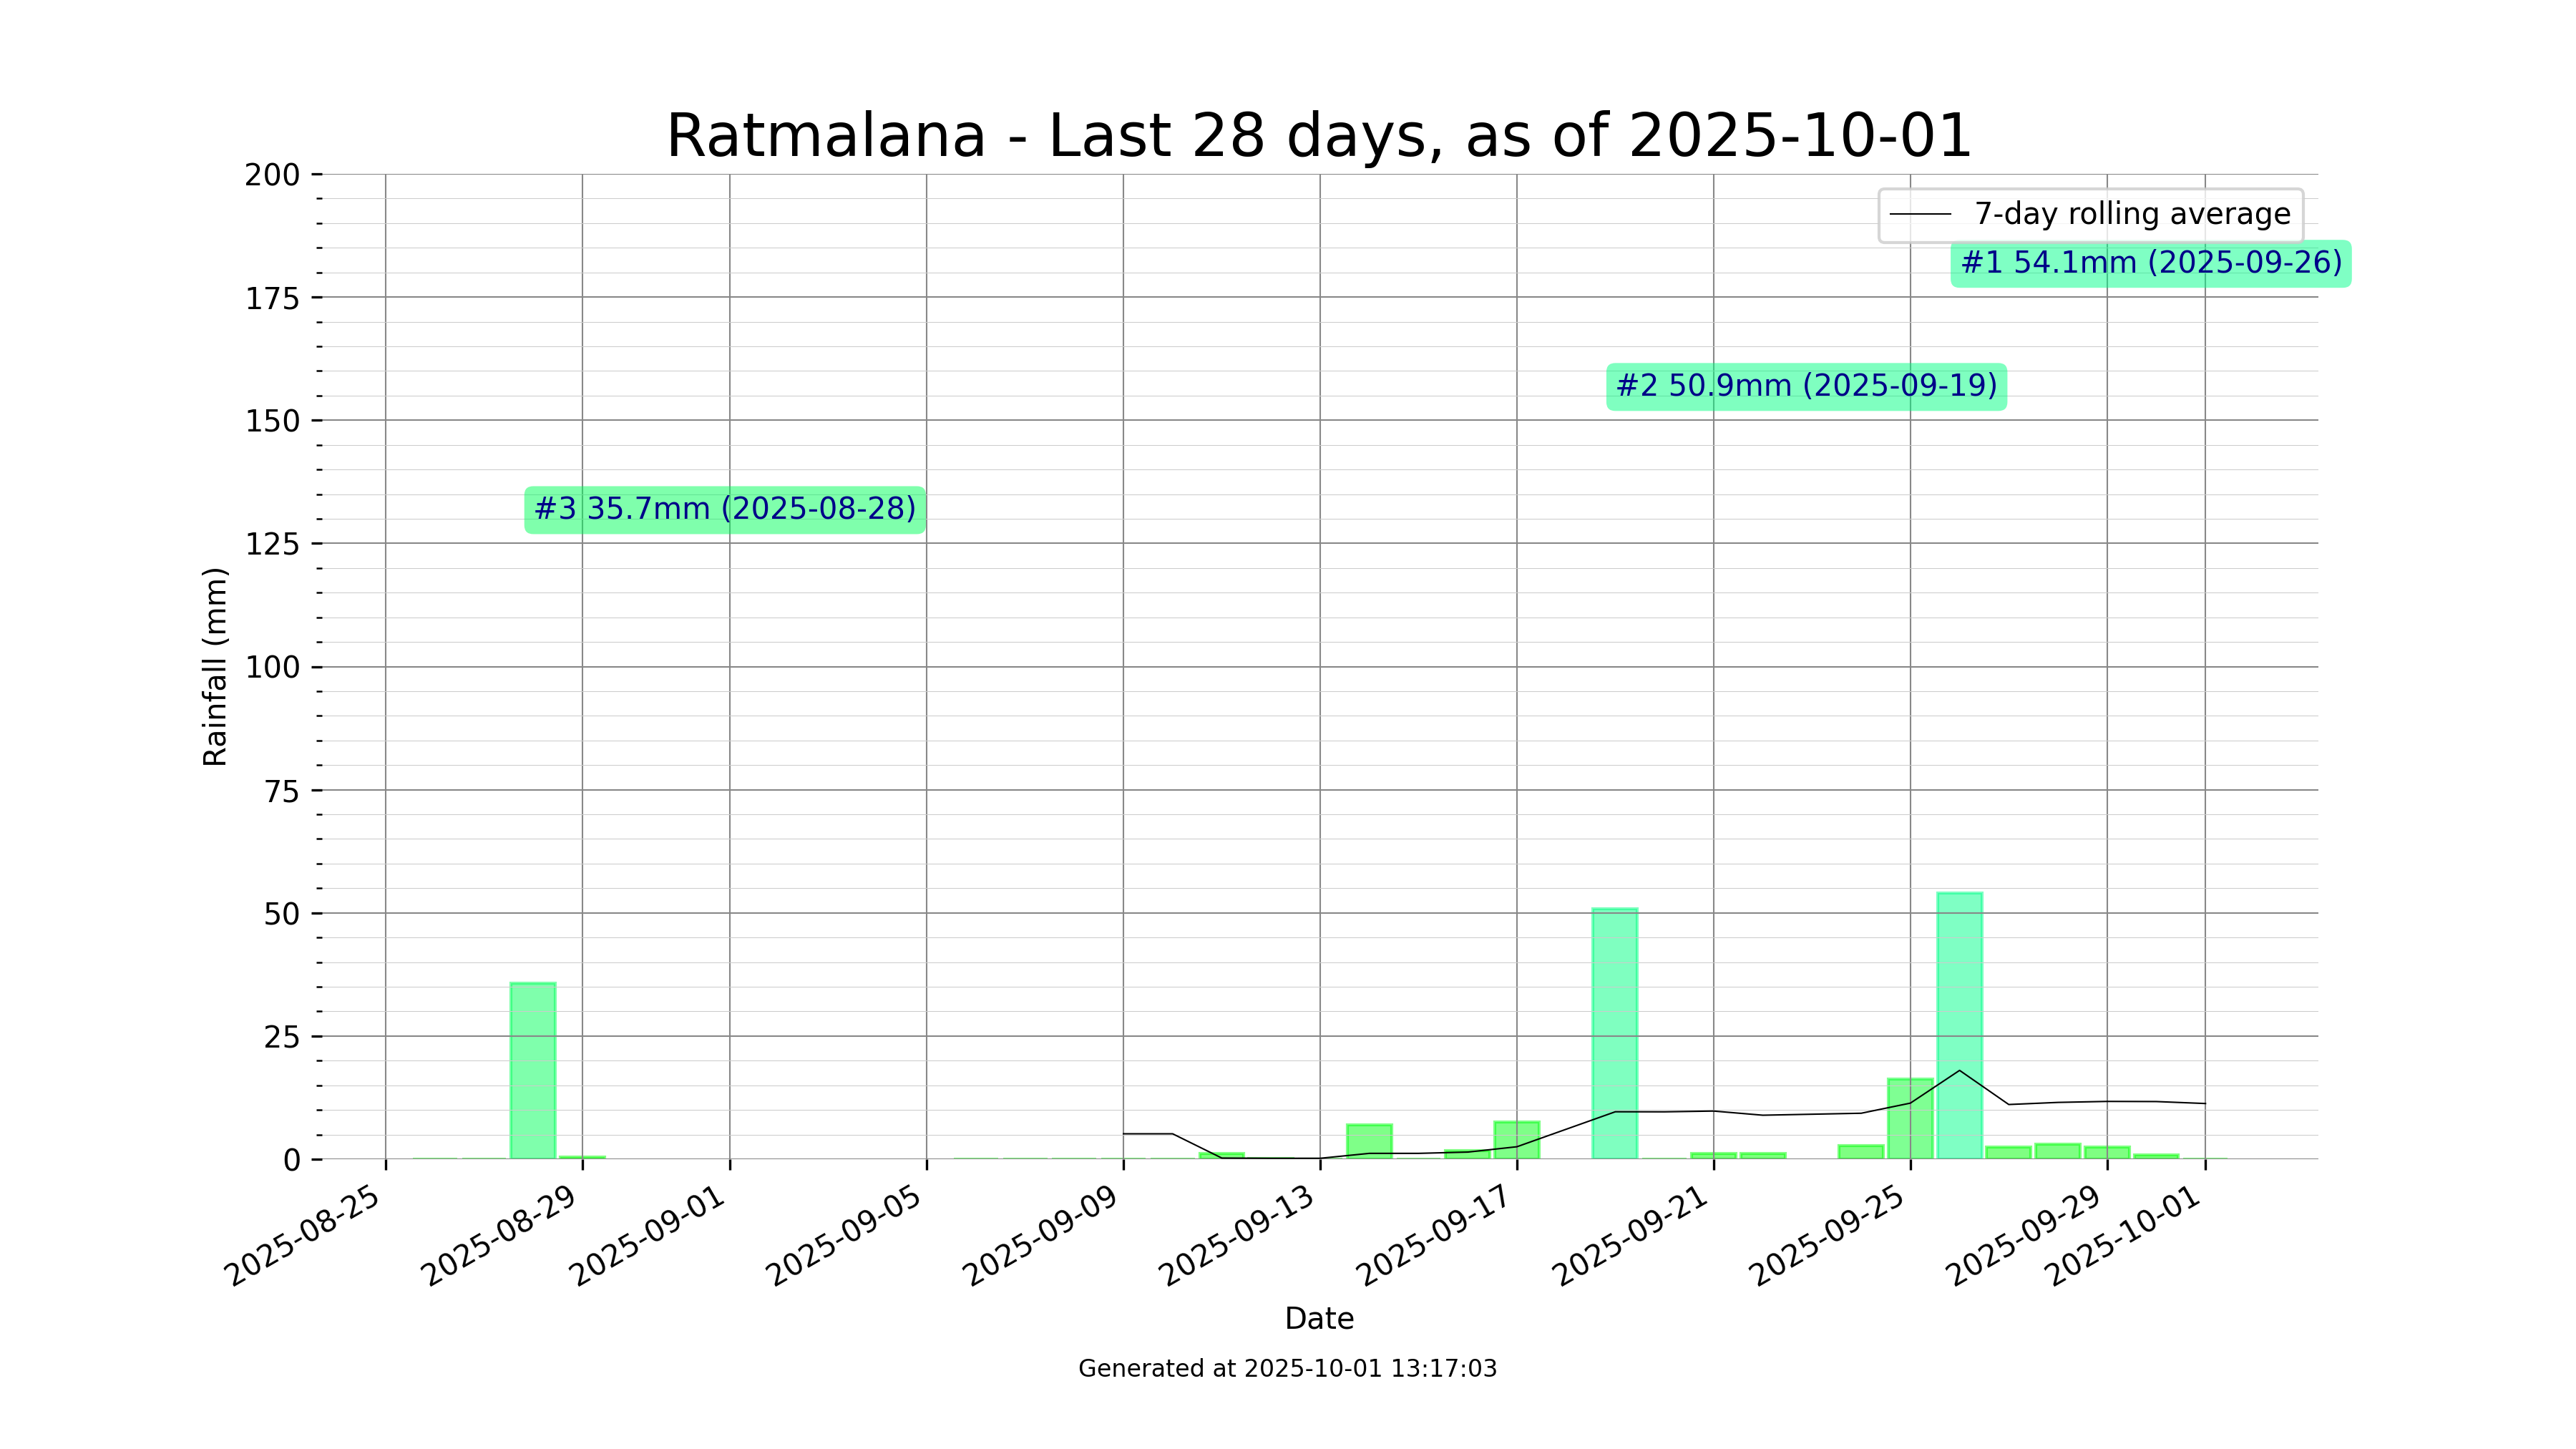 Ratmalana - Last 28 days, as of 2025-10-01
200
175
150
125
100
75
50
25
0
Rainfall (mm)
7-day rolling average
#1 54.1mm (2025-09-26)
#2 50.9mm (2025-09-19)
#3 35.7mm (2025-08-28)
2025-08-25
2025-08-29
2025-09-01
2025-09-05
2025-09-09
2025-09-13
2025-09-17
2025-09-21
2025-09-25
2025-09-29
2025-10-01
Date
Generated at 2025-10-01 13:17:03